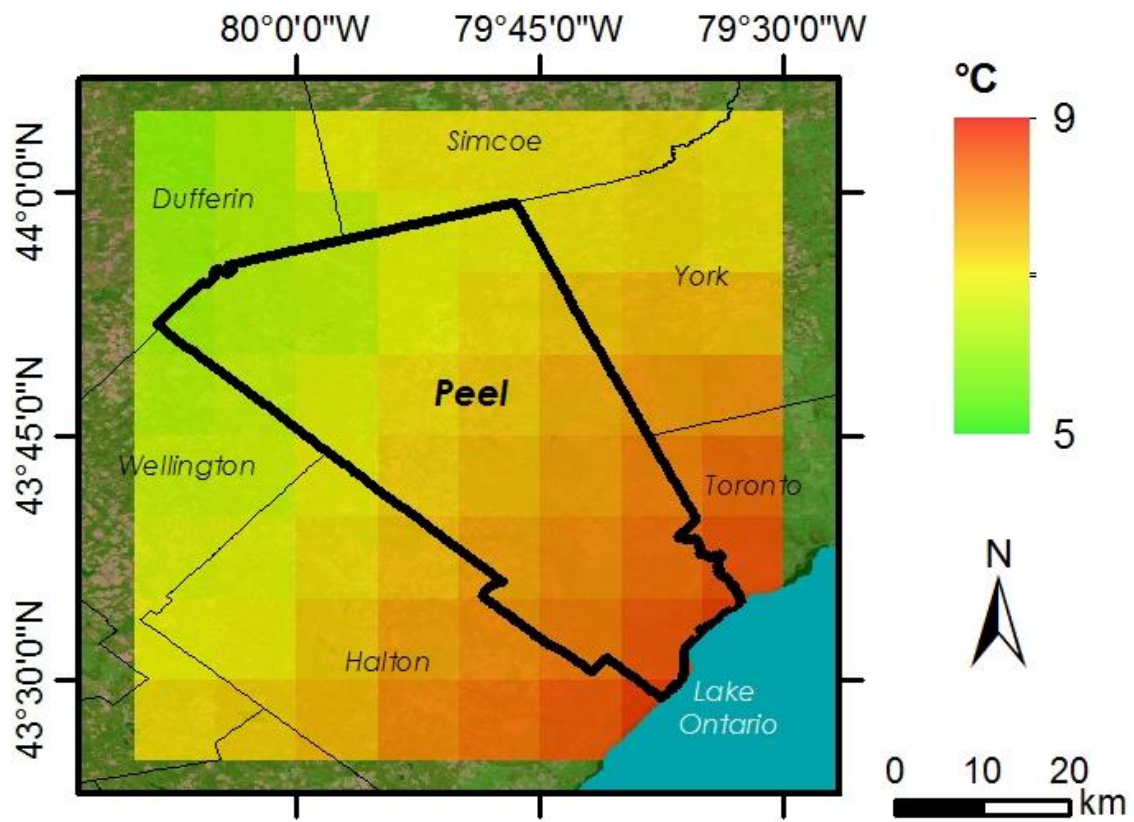 80°0'0"W 79°45'0"W 79°30'0"W
°C
9
5
44°0'0"N
43°45'0"N
43°30'0"N
Simcoe
Dufferin
York
Peel
Wellington
Toronto
Halton
Lake
Ontario
N
0 10 20
km